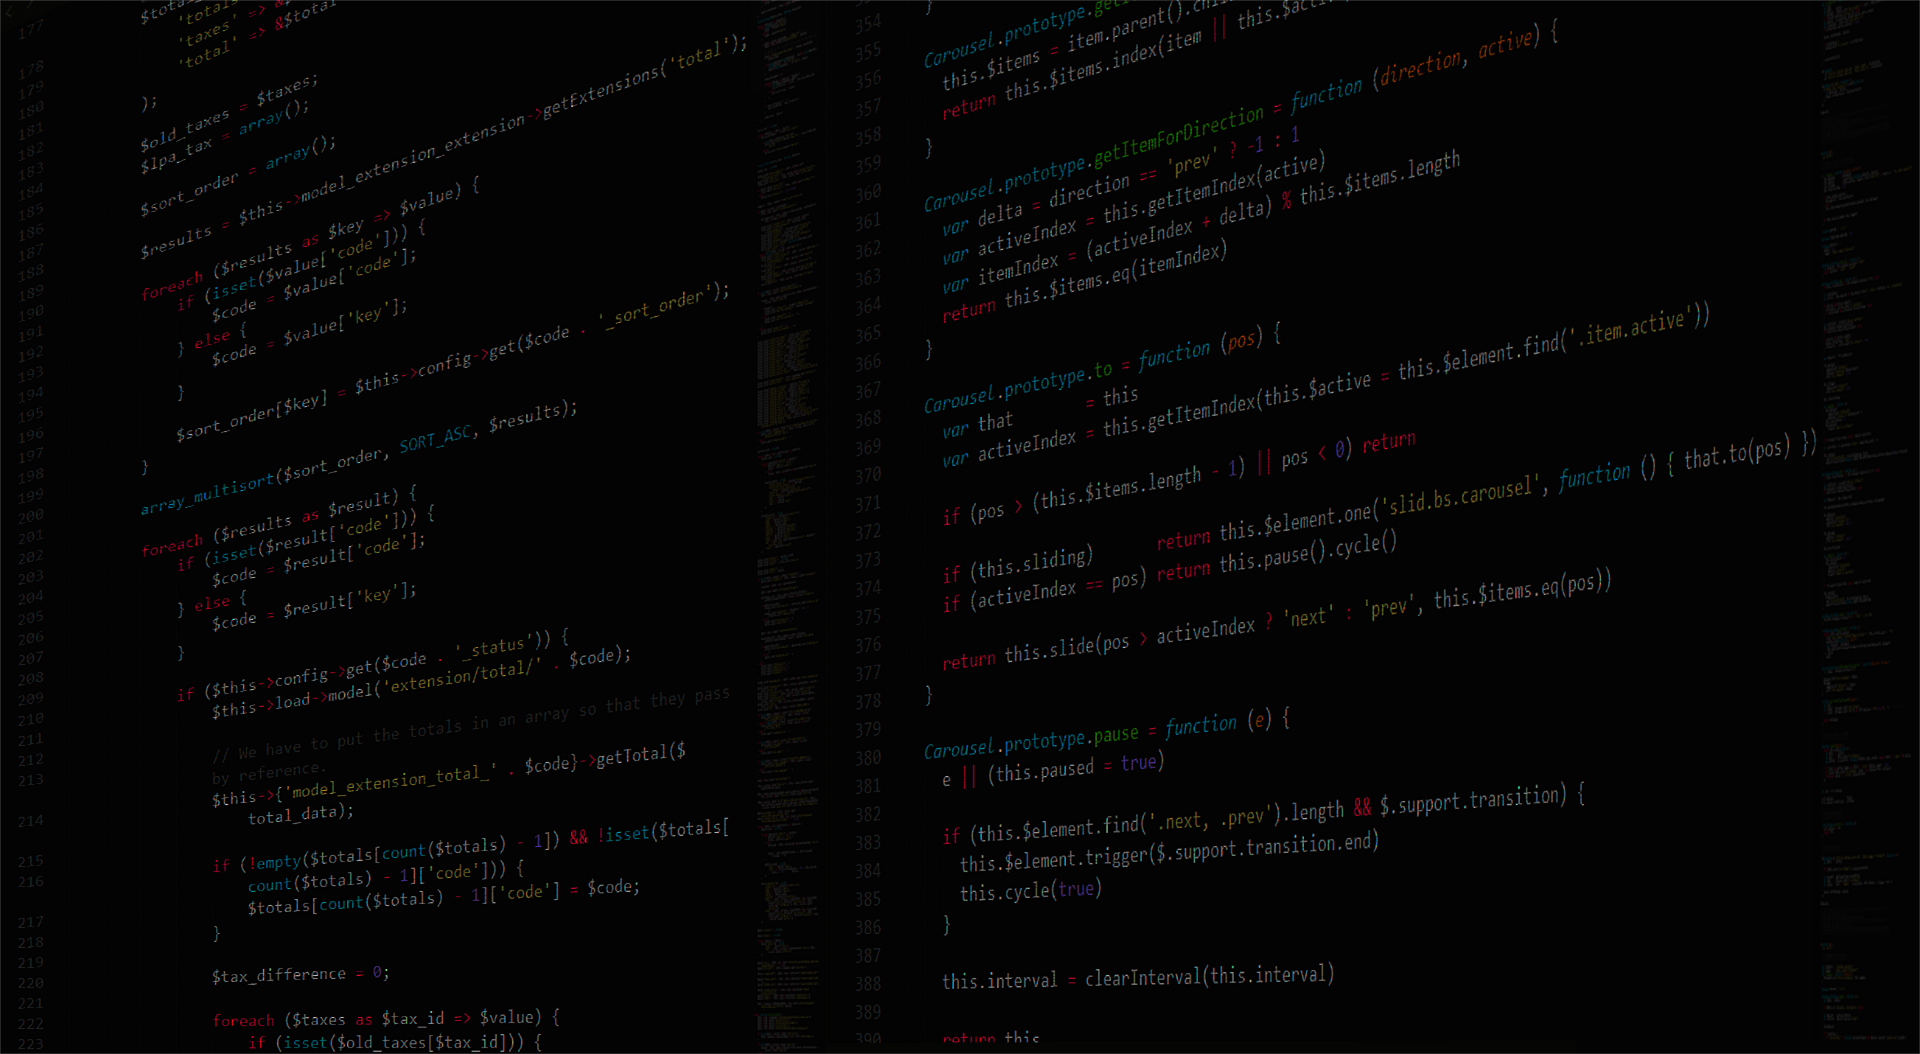 177
$tota
'totals
'taxes' => &
'total' => &$total
178
179
);
180
181
$old_taxes = $taxes;
182
$lpa_tax = array();
183
184
$sort_order = array();
185
186
$results = $this->model_extension_extension->getExtensions('total');
187
188
foreach ($results as $key => $value) {
189
if (isset($value['code'])) {
190
$code = $value['code'];
191
} else {
192
$code = $value['key'];
193
}
194
195
$sort_order[$key] = $this->config->get($code . '_sort_order');
196
}
197
198
array_multisort($sort_order, SORT_ASC, $results);
199
200
foreach ($results as $result) {
201
if (isset($result['code'])) {
202
$code = $result['code'];
203
} else {
204
$code = $result['key'];
205
}
206
207
if ($this->config->get($code . '_status')) {
208
$this->load->model('extension/total/' . $code);
209
210
// We have to put the totals in an array so that they pass
211
by reference.
212
$this->{'model_extension_total_' . $code}->getTotal($
213
total_data);
214
if (!empty($totals[count($totals) - 1]) && !isset($totals[
215
count($totals) - 1]['code'])) {
216
$totals[count($totals) - 1]['code'] = $code;
217
}
218
219
$tax_difference = 0;
220
221
foreach ($taxes as $tax_id => $value) {
222
if (isset($old_taxes[$tax_id])) {
223
354
}
355
Carousel.prototype.get
356
this.$items = item.parent().chi
357
return this.$items.index(item || this.$act
358
}
359
360
Carousel.prototype.getItemForDirection = function (direction, active) {
361
var delta = direction == 'prev' ? -1 : 1
362
var activeIndex = this.getItemIndex(active)
363
var itemIndex = (activeIndex + delta) % this.$items.length
364
return this.$items.eq(itemIndex)
365
}
366
367
Carousel.prototype.to = function (pos) {
368
var that = this
369
var activeIndex = this.getItemIndex(this.$active = this.$element.find('.item.active'))
370
371
if (pos > (this.$items.length - 1) || pos < 0) return
372
373
if (this.sliding) return this.$element.one('slid.bs.carousel', function () { that.to(pos) })
374
if (activeIndex == pos) return this.pause().cycle()
375
376
return this.slide(pos > activeIndex ? 'next' : 'prev', this.$items.eq(pos))
377
}
378
379
Carousel.prototype.pause = function (e) {
380
e || (this.paused = true)
381
382
if (this.$element.find('.next, .prev').length && $.support.transition) {
383
this.$element.trigger($.support.transition.end)
384
this.cycle(true)
385
}
386
387
this.interval = clearInterval(this.interval)
388
389
return this
390